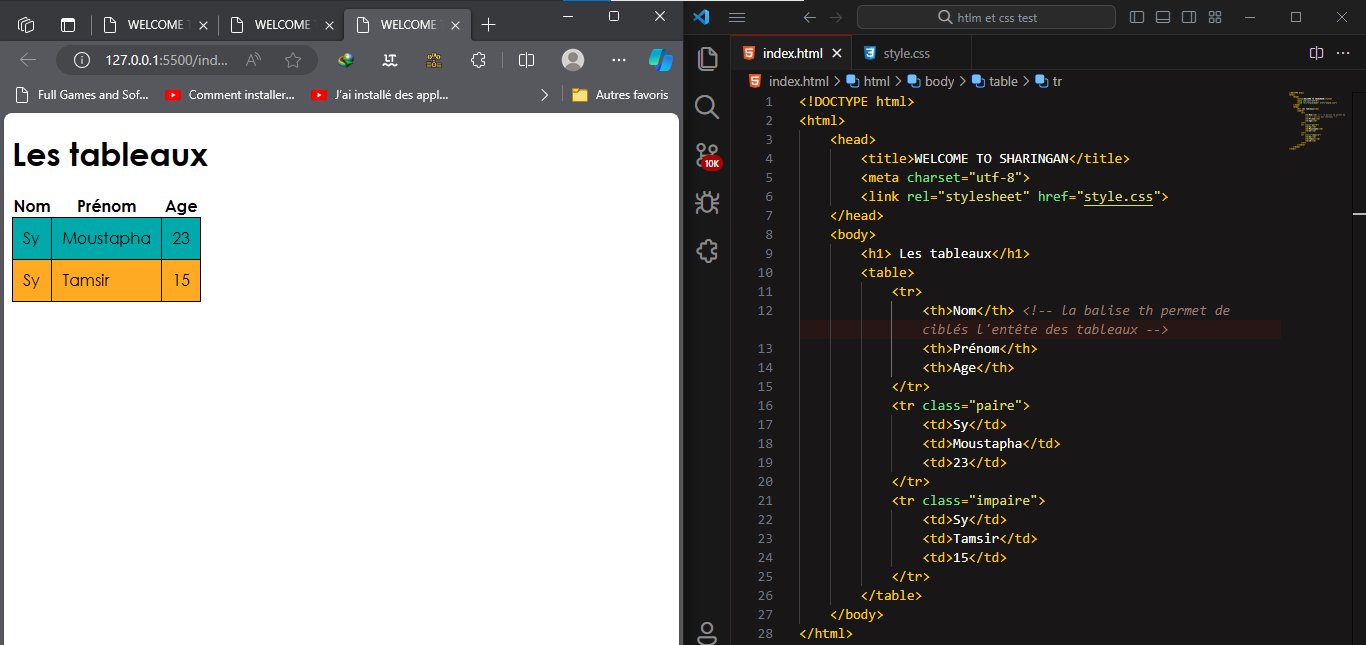 WELCOME T
WELCOME T
WELCOME
127.0.0.1:5500/ind...
Full Games and Sof...
Comment installer...
J'ai installé des appl...
Autres favoris
Les tableaux
Nom Prénom Age
Sy Moustapha 23
Sy Tamsir 15
htlm et css test
index.html
style.css
index.html > html > body > table > tr
10K
1 <!DOCTYPE html>
2 <html>
3 <head>
4 <title>WELCOME TO SHARINGAN</title>
5 <meta charset="utf-8">
6 <link rel="stylesheet" href="style.css">
7 </head>
8 <body>
9 <h1> Les tableaux</h1>
10 <table>
11 <tr>
12 <th>Nom</th> <!-- la balise th permet de
ciblés l'entête des tableaux -->
13 <th>Prénom</th>
14 <th>Age</th>
15 </tr>
16 <tr class="paire">
17 <td>Sy</td>
18 <td>Moustapha</td>
19 <td>23</td>
20 </tr>
21 <tr class="impaire">
22 <td>Sy</td>
23 <td>Tamsir</td>
24 <td>15</td>
25 </tr>
26 </table>
27 </body>
28 </html>